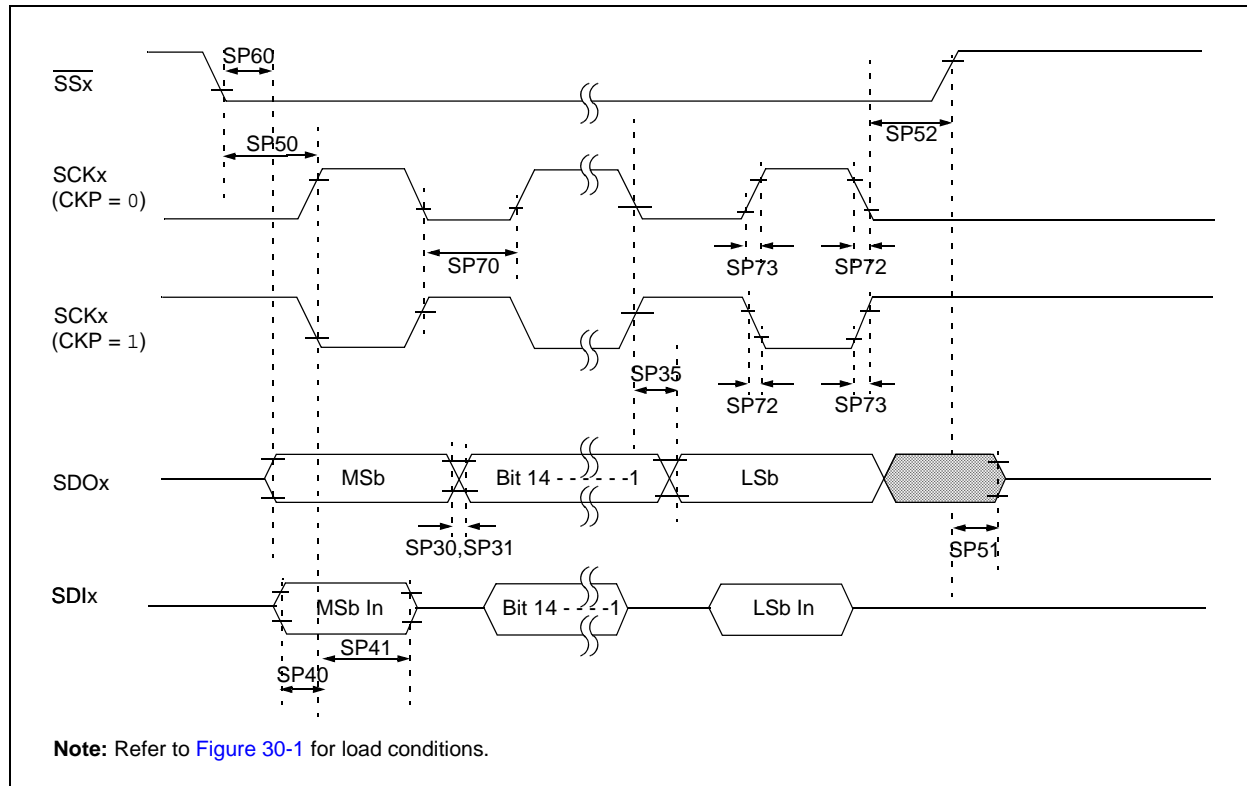 SP60
SSx
SP50
SP52
SCKx
(CKP = 0)
SP70
SP73
SP72
SCKx
(CKP = 1)
SP35
SP72
SP73
SDOx
MSb
Bit 14 - - - - - -1
LSb
SP30,SP31
SP51
SDIx
MSb In
Bit 14 - - - -1
LSb In
SP41
SP40
Note: Refer to Figure 30-1 for load conditions.